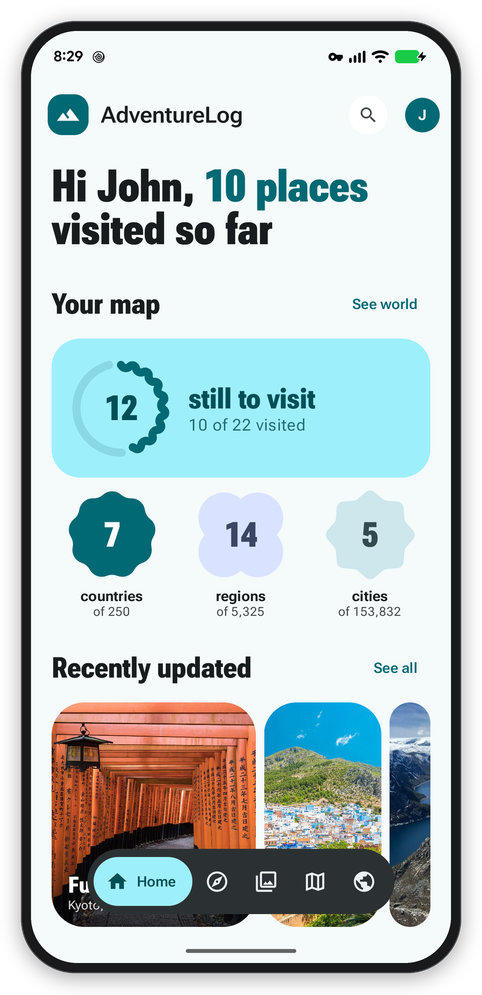 8:29
AdventureLog
J
Hi John, 10 places
visited so far
Your map
See world
12
still to visit
10 of 22 visited
7
14
5
countries
regions
cities
of 250
of 5,325
of 153,832
Recently updated
See all
Fu
Kyoto,
Home